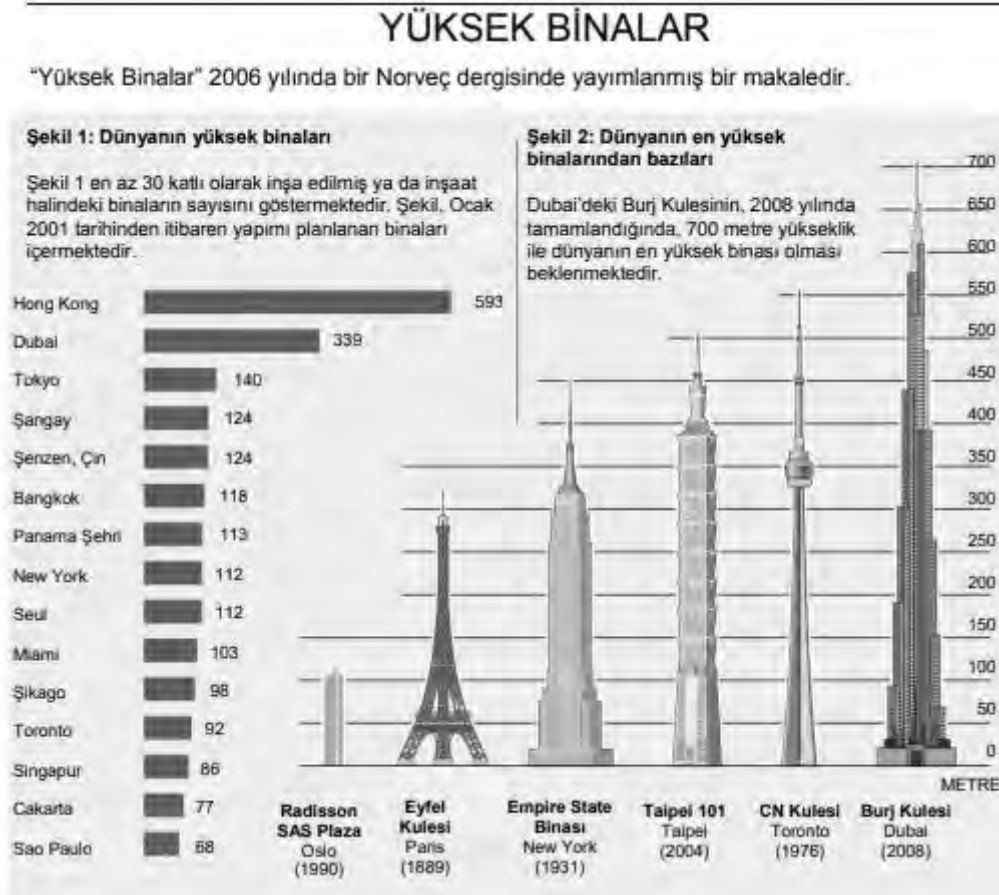 YÜKSEK BİNALAR
“Yüksek Binalar” 2006 yılında bir Norveç dergisinde yayımlanmış bir makaledir.
Şekil 1: Dünyanın yüksek binaları
Şekil 1 en az 30 katlı olarak inşa edilmiş ya da inşaat
halindeki binaların sayısını göstermektedir. Şekil, Ocak
2001 tarihinden itibaren yapımı planlanan binaları
içermektedir.
Hong Kong 593
Dubai 339
Tokyo 140
Şangay 124
Şenzen, Çin 124
Bangkok 118
Panama Şehri 113
New York 112
Seul 112
Miami 103
Şikago 98
Toronto 92
Singapur 86
Cakarta 77
Sao Paulo 68
Şekil 2: Dünyanın en yüksek
binalarından bazıları
Dubai’deki Burj Kulesinin, 2008 yılında
tamamlandığında, 700 metre yükseklik
ile dünyanın en yüksek binası olması
beklenmektedir.
700
650
600
550
500
450
400
350
300
250
200
150
100
50
0
METRE
Radisson
SAS Plaza
Oslo
(1990)
Eyfel
Kulesi
Paris
(1889)
Empire State
Binası
New York
(1931)
Taipei 101
Taipei
(2004)
CN Kulesi
Toronto
(1976)
Burj Kulesi
Dubai
(2008)